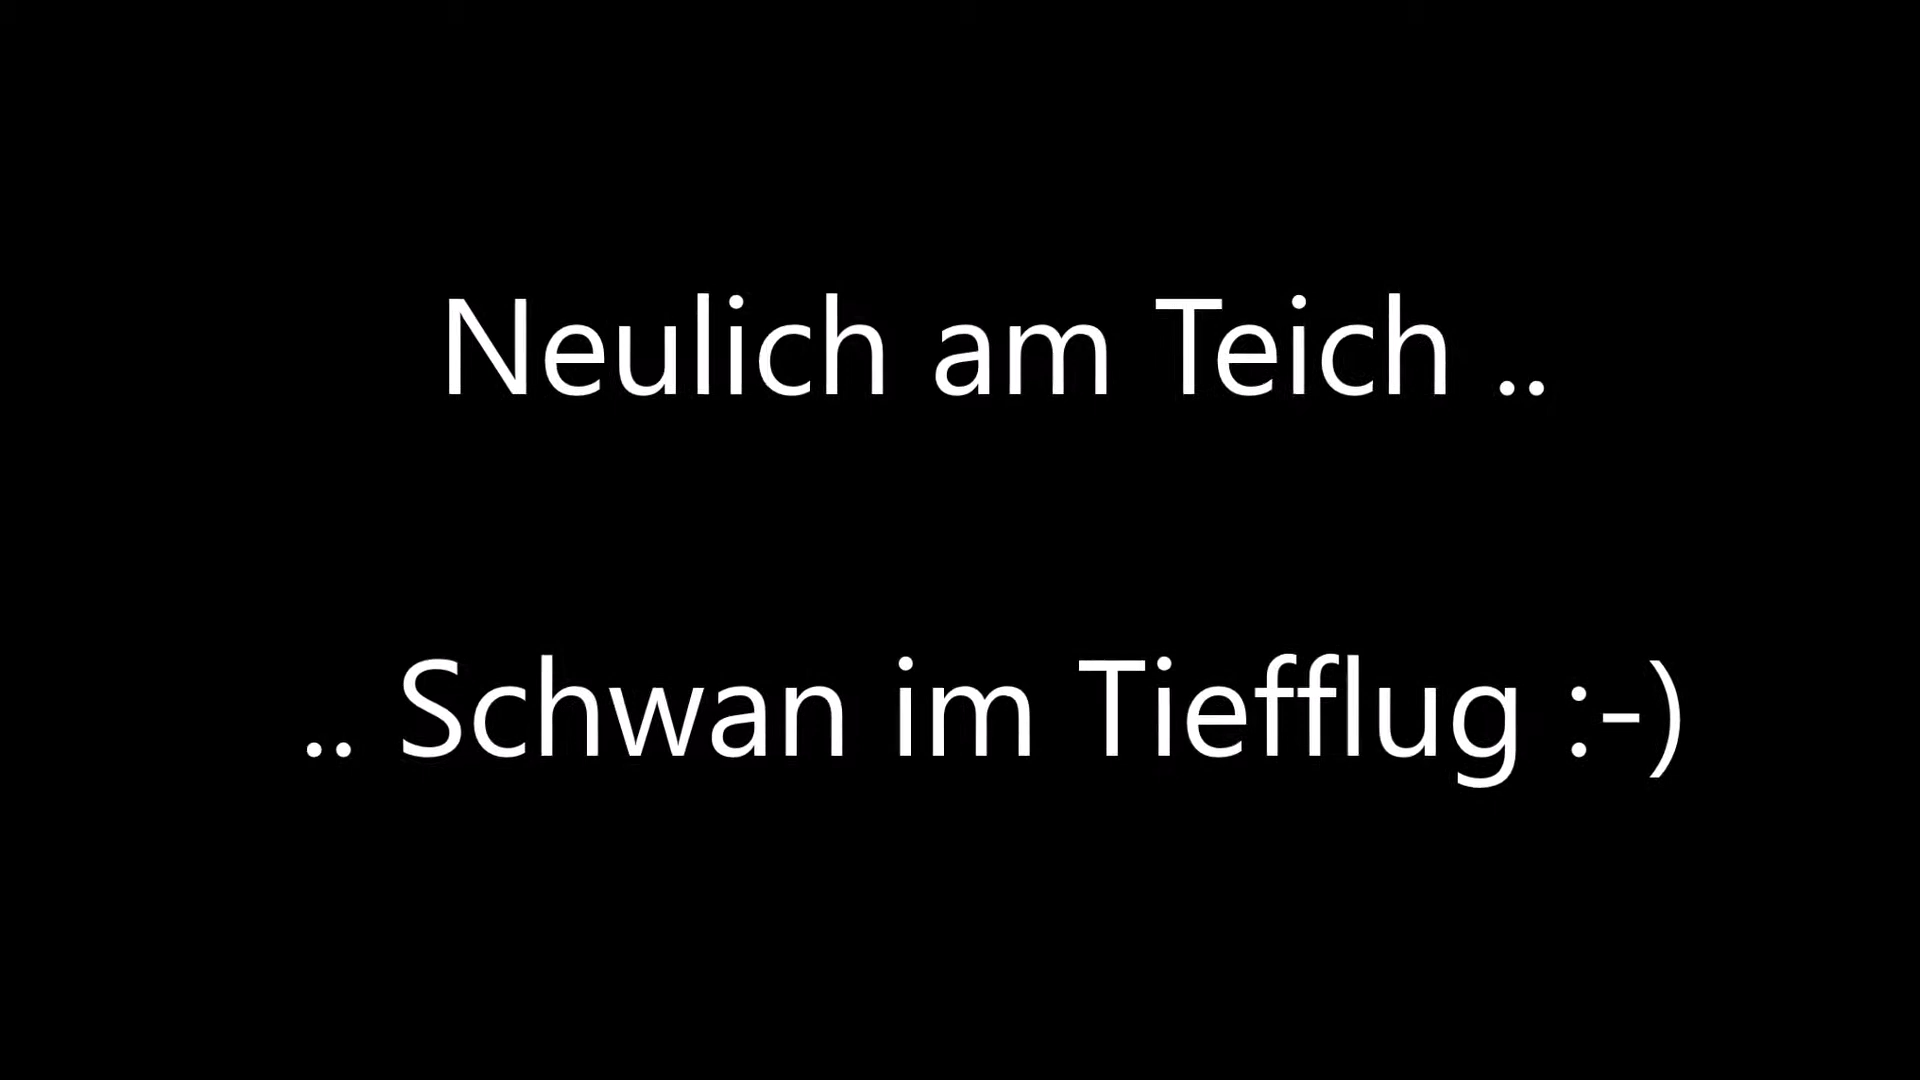 Neulich am Teich ..
.. Schwan im Tiefflug :-)